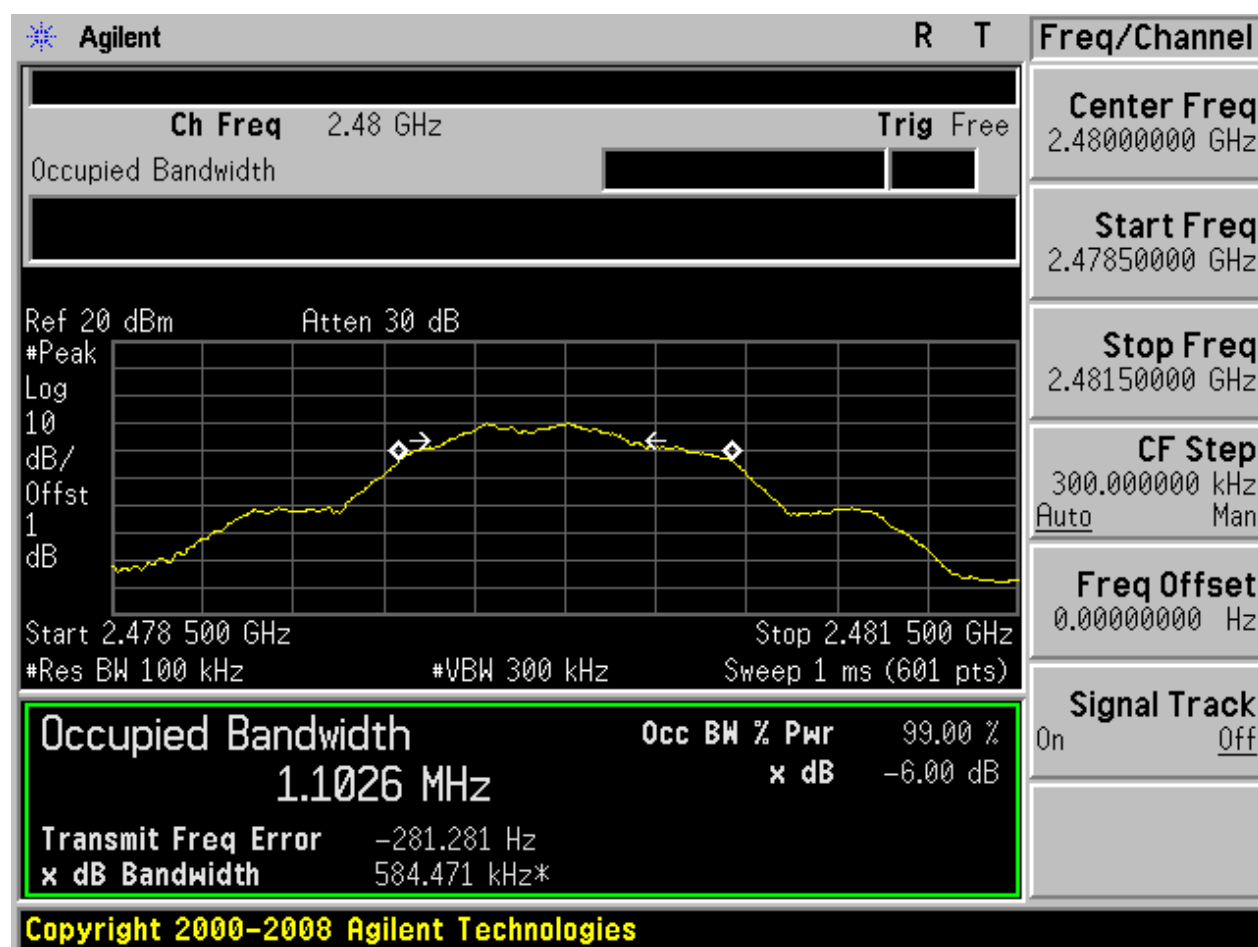 Agilent R T
Freq/Channel
Ch Freq 2.48 GHz Trig Free
Occupied Bandwidth
Center Freq
2.48000000 GHz
Start Freq
2.47850000 GHz
Stop Freq
2.48150000 GHz
CF Step
300.000000 kHz
Auto Man
Freq Offset
0.00000000 Hz
Signal Track
On Off
Ref 20 dBm Atten 30 dB
#Peak
Log
10
dB/
Offst
1
dB
Start 2.478 500 GHz Stop 2.481 500 GHz
#Res BW 100 kHz #VBW 300 kHz Sweep 1 ms (601 pts)
Occupied Bandwidth
1.1026 MHz
Occ BW % Pwr 99.00 %
x dB -6.00 dB
Transmit Freq Error -281.281 Hz
x dB Bandwidth 584.471 kHz*
Copyright 2000-2008 Agilent Technologies